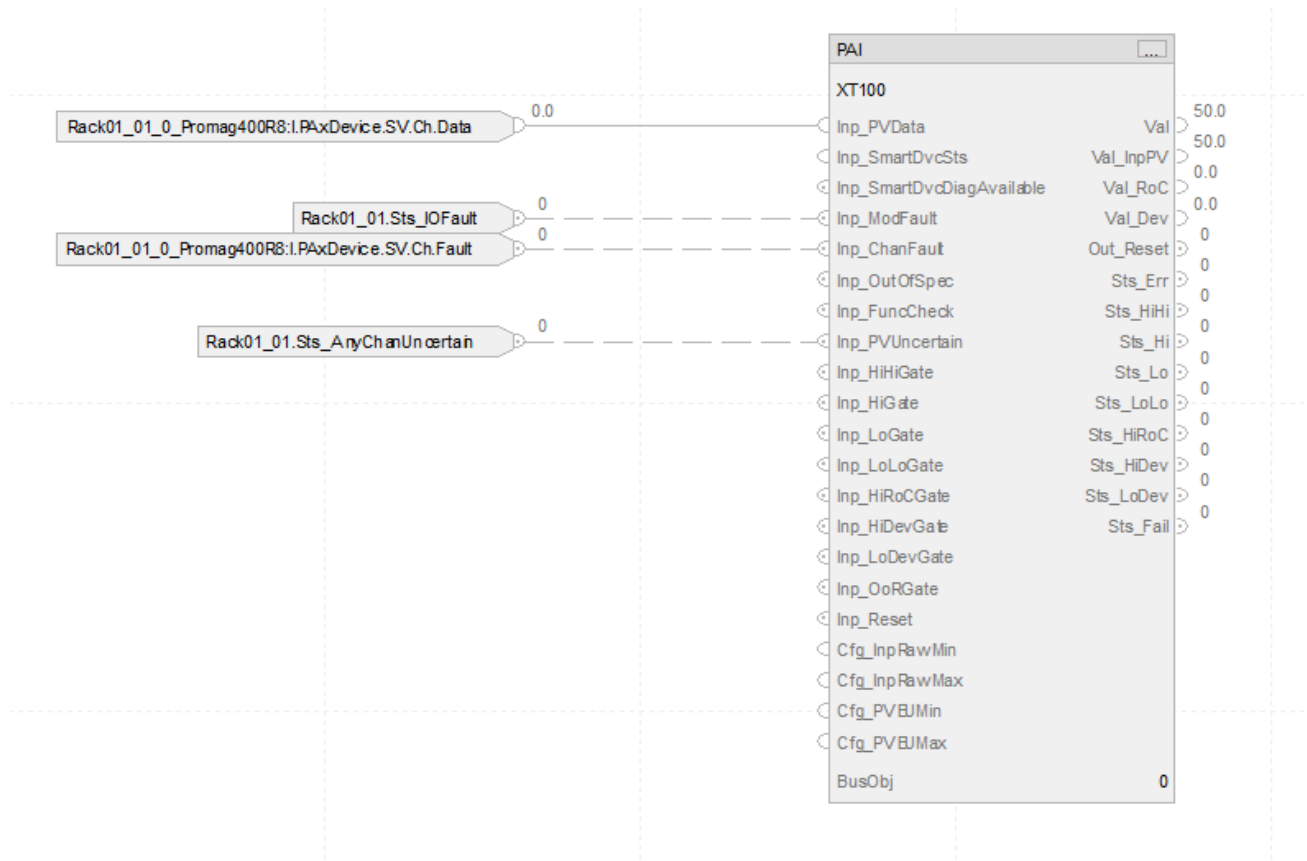 PAI ...
XT100
Rack01_01_0_Promag400R8:I.PAxDevice.SV.Ch.Data 0.0 Inp_PVData Val 50.0
Inp_SmartDvcSts Val_InpPV 50.0
Inp_SmartDvcDiagAvailable Val_RoC 0.0
Rack01_01.Sts_IOFault 0 Inp_ModFault Val_Dev 0.0
Rack01_01_0_Promag400R8:I.PAxDevice.SV.Ch.Fault 0 Inp_ChanFault Out_Reset 0
Inp_OutOfSpec Sts_Err 0
Inp_FuncCheck Sts_HiHi 0
Rack01_01.Sts_AnyChanUncertain 0 Inp_PVUncertain Sts_Hi 0
Inp_HiHiGate Sts_Lo 0
Inp_HiGate Sts_LoLo 0
Inp_LoGate Sts_HiRoC 0
Inp_LoLoGate Sts_HiDev 0
Inp_HiRoCGate Sts_LoDev 0
Inp_HiDevGate Sts_Fail 0
Inp_LoDevGate
Inp_OoRGate
Inp_Reset
Cfg_InpRawMin
Cfg_InpRawMax
Cfg_PVEUMin
Cfg_PVEUMax
BusObj 0